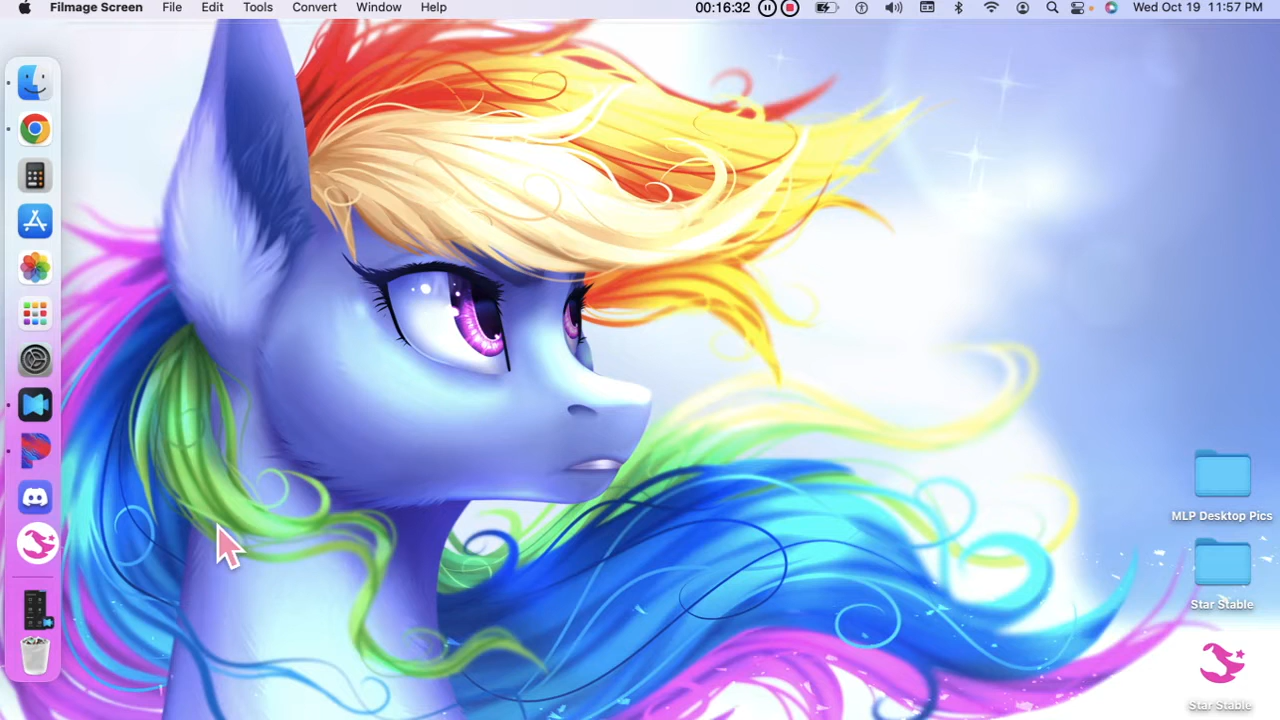 Filmage Screen File Edit Tools Convert Window Help 00:16:32 Wed Oct 19 11:57 PM
MLP Desktop Pics
Star Stable
Star Stable